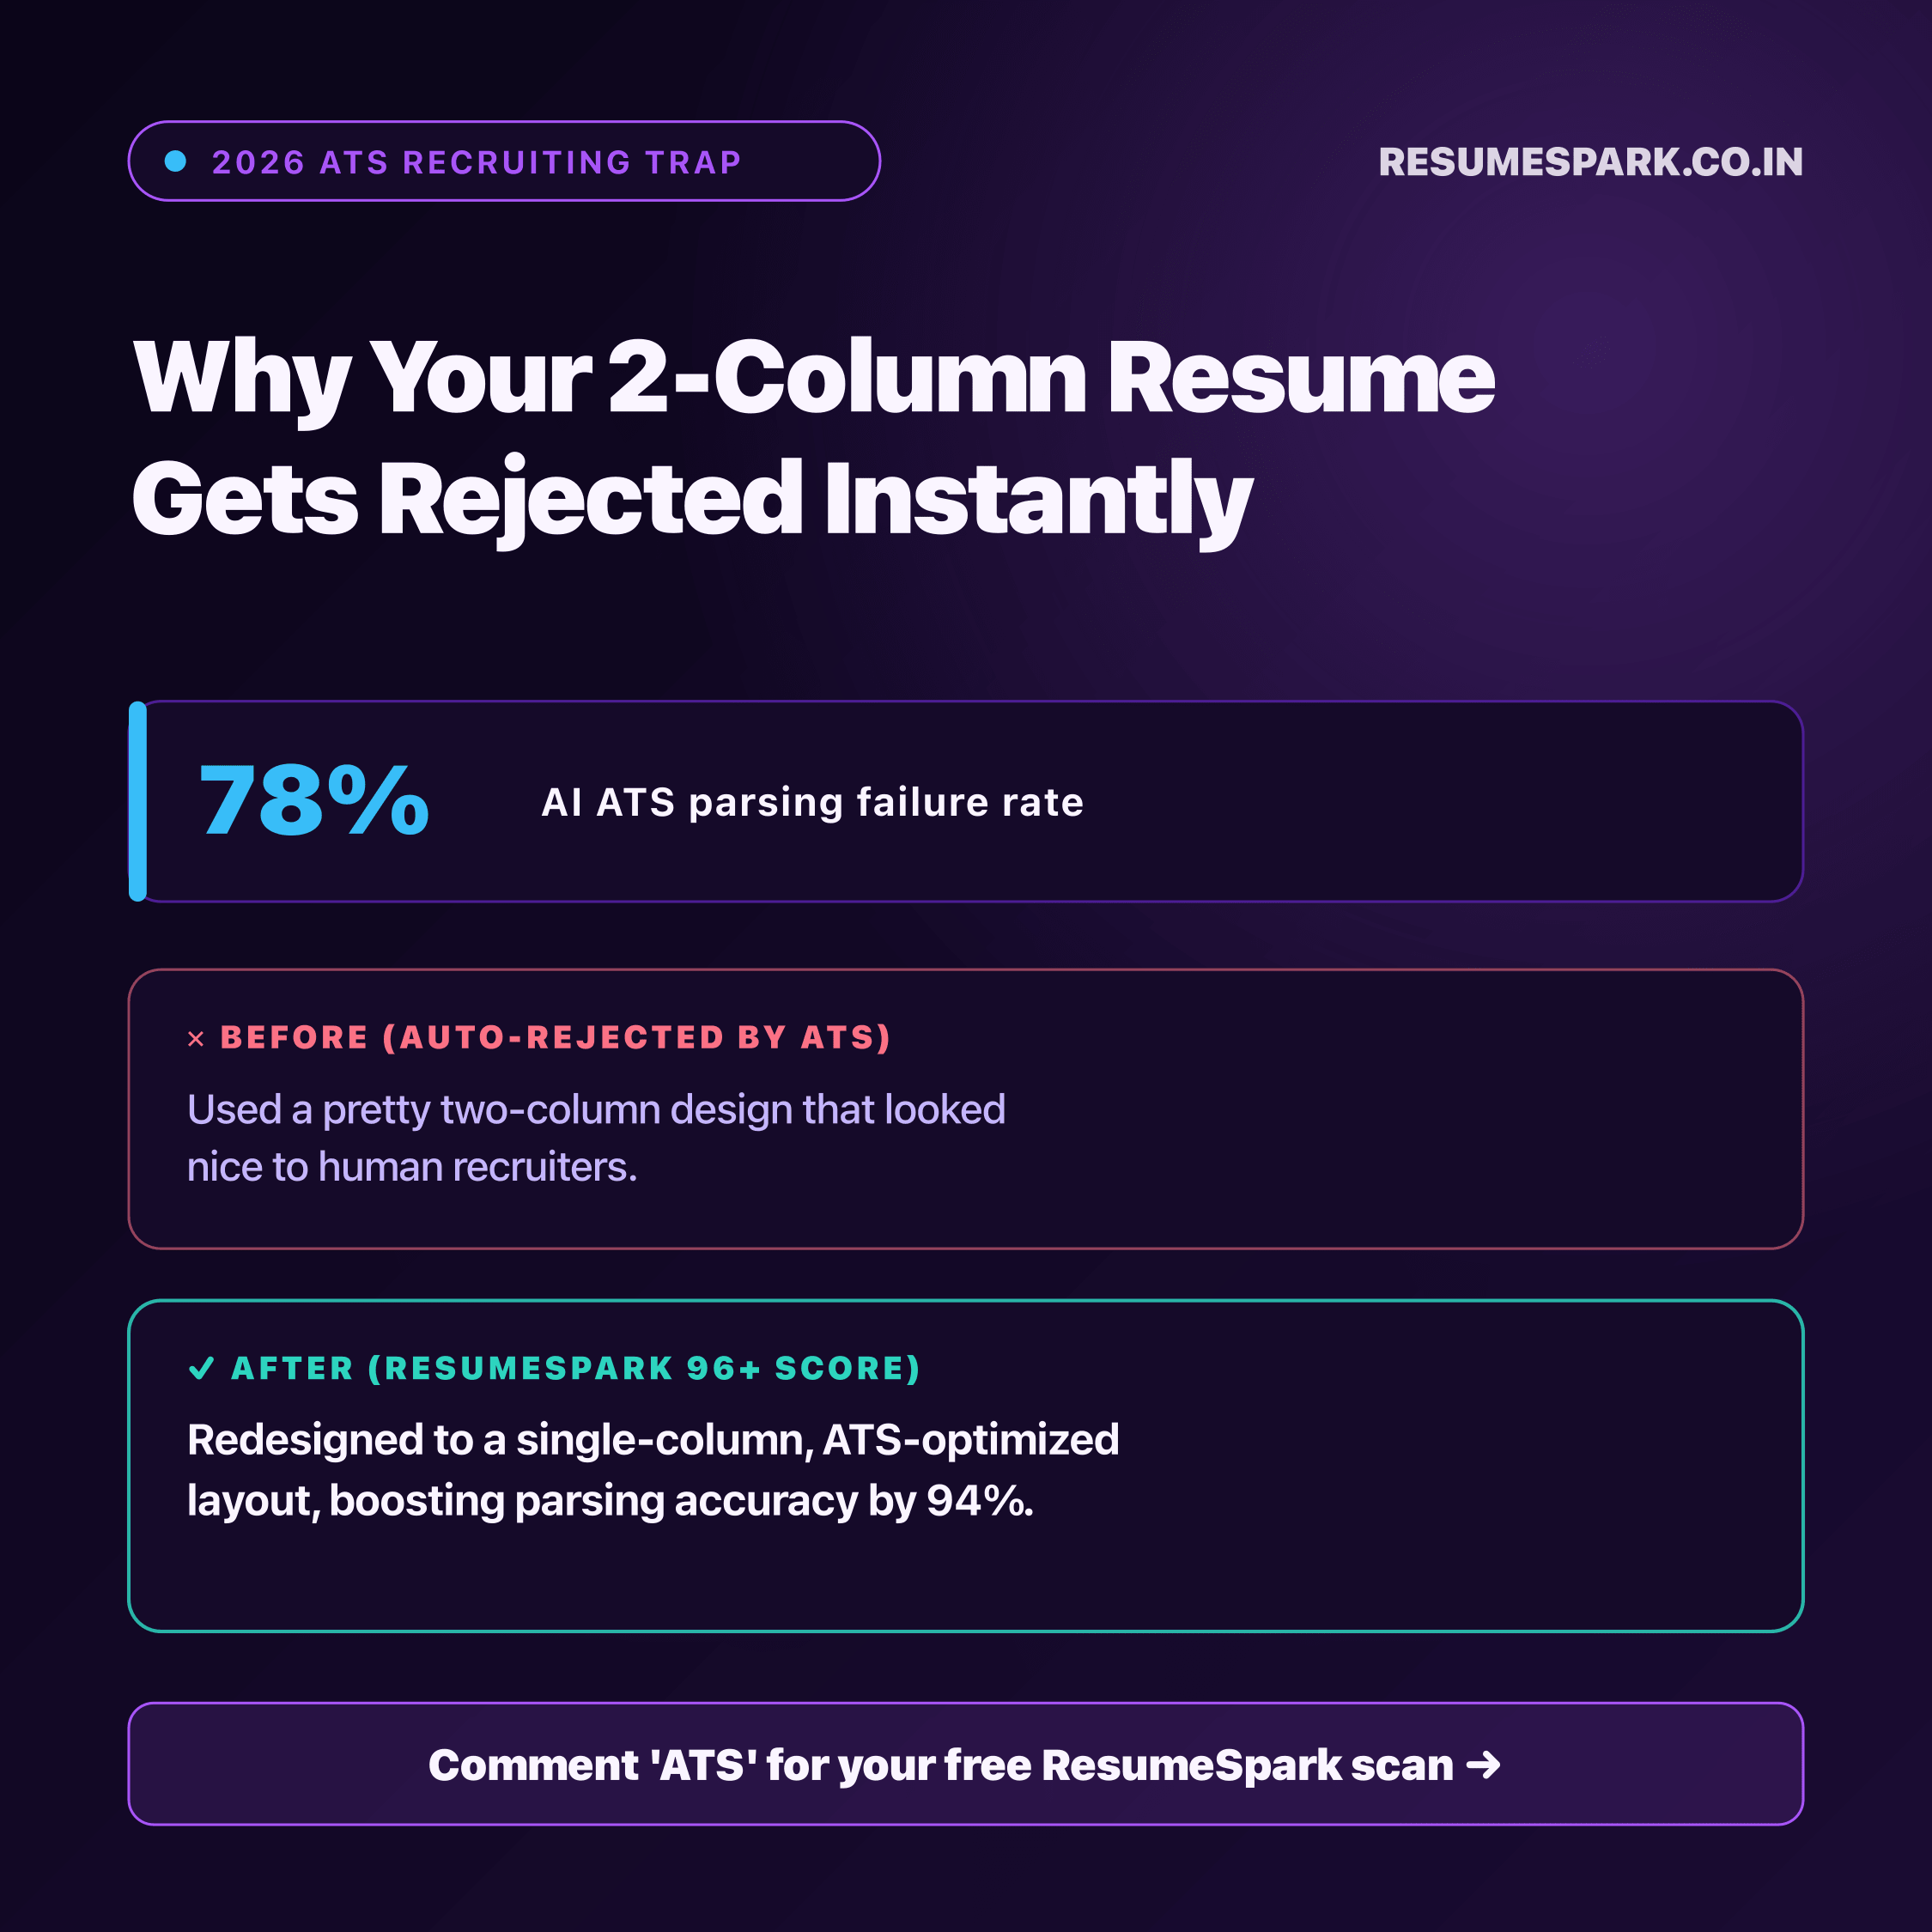 2026 ATS RECRUITING TRAP
RESUMESPARK.CO.IN
Why Your 2-Column Resume
Gets Rejected Instantly
78%
AI ATS parsing failure rate
× BEFORE (AUTO-REJECTED BY ATS)
Used a pretty two-column design that looked
nice to human recruiters.
✓ AFTER (RESUMESPARK 96+ SCORE)
Redesigned to a single-column, ATS-optimized
layout, boosting parsing accuracy by 94%.
Comment 'ATS' for your free ResumeSpark scan →